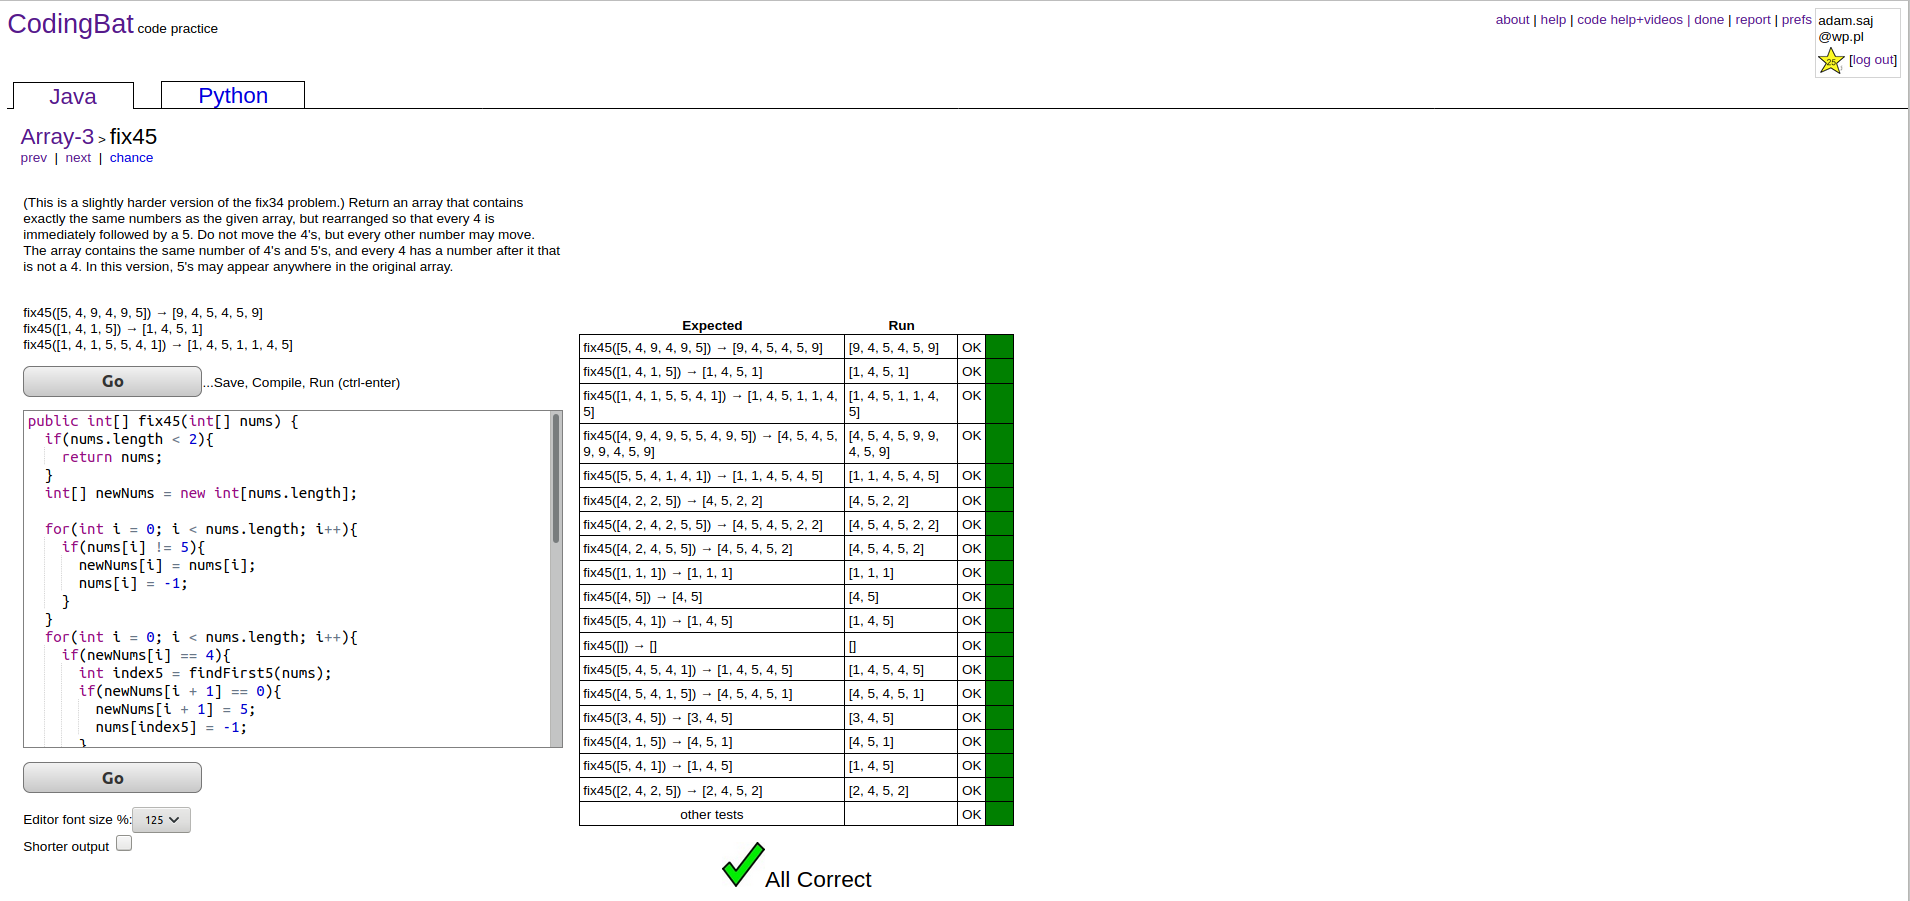 CodingBat code practice
about | help | code help+videos | done | report | prefs
adam.saj
@wp.pl
25
[log out]
Java
Python
Array-3 > fix45
prev | next | chance
(This is a slightly harder version of the fix34 problem.) Return an array that contains
exactly the same numbers as the given array, but rearranged so that every 4 is
immediately followed by a 5. Do not move the 4's, but every other number may move.
The array contains the same number of 4's and 5's, and every 4 has a number after it that
is not a 4. In this version, 5's may appear anywhere in the original array.
fix45([5, 4, 9, 4, 9, 5]) → [9, 4, 5, 4, 5, 9]
fix45([1, 4, 1, 5]) → [1, 4, 5, 1]
fix45([1, 4, 1, 5, 5, 4, 1]) → [1, 4, 5, 1, 1, 4, 5]
Go ...Save, Compile, Run (ctrl-enter)
public int[] fix45(int[] nums) {
if(nums.length < 2){
return nums;
}
int[] newNums = new int[nums.length];
for(int i = 0; i < nums.length; i++){
if(nums[i] != 5){
newNums[i] = nums[i];
nums[i] = -1;
}
}
for(int i = 0; i < nums.length; i++){
if(newNums[i] == 4){
int index5 = findFirst5(nums);
if(newNums[i + 1] == 0){
newNums[i + 1] = 5;
nums[index5] = -1;
}
Go
Editor font size %: 125
Shorter output
Expected Run
fix45([5, 4, 9, 4, 9, 5]) → [9, 4, 5, 4, 5, 9] [9, 4, 5, 4, 5, 9] OK
fix45([1, 4, 1, 5]) → [1, 4, 5, 1] [1, 4, 5, 1] OK
fix45([1, 4, 1, 5, 5, 4, 1]) → [1, 4, 5, 1, 1, 4, [1, 4, 5, 1, 1, 4, OK
5] 5]
fix45([4, 9, 4, 9, 5, 5, 4, 9, 5]) → [4, 5, 4, 5, [4, 5, 4, 5, 9, 9, OK
9, 9, 4, 5, 9] 4, 5, 9]
fix45([5, 5, 4, 1, 4, 1]) → [1, 1, 4, 5, 4, 5] [1, 1, 4, 5, 4, 5] OK
fix45([4, 2, 2, 5]) → [4, 5, 2, 2] [4, 5, 2, 2] OK
fix45([4, 2, 4, 2, 5, 5]) → [4, 5, 4, 5, 2, 2] [4, 5, 4, 5, 2, 2] OK
fix45([4, 2, 4, 5, 5]) → [4, 5, 4, 5, 2] [4, 5, 4, 5, 2] OK
fix45([1, 1, 1]) → [1, 1, 1] [1, 1, 1] OK
fix45([4, 5]) → [4, 5] [4, 5] OK
fix45([5, 4, 1]) → [1, 4, 5] [1, 4, 5] OK
fix45([]) → [] [] OK
fix45([5, 4, 5, 4, 1]) → [1, 4, 5, 4, 5] [1, 4, 5, 4, 5] OK
fix45([4, 5, 4, 1, 5]) → [4, 5, 4, 5, 1] [4, 5, 4, 5, 1] OK
fix45([3, 4, 5]) → [3, 4, 5] [3, 4, 5] OK
fix45([4, 1, 5]) → [4, 5, 1] [4, 5, 1] OK
fix45([5, 4, 1]) → [1, 4, 5] [1, 4, 5] OK
fix45([2, 4, 2, 5]) → [2, 4, 5, 2] [2, 4, 5, 2] OK
other tests OK
All Correct